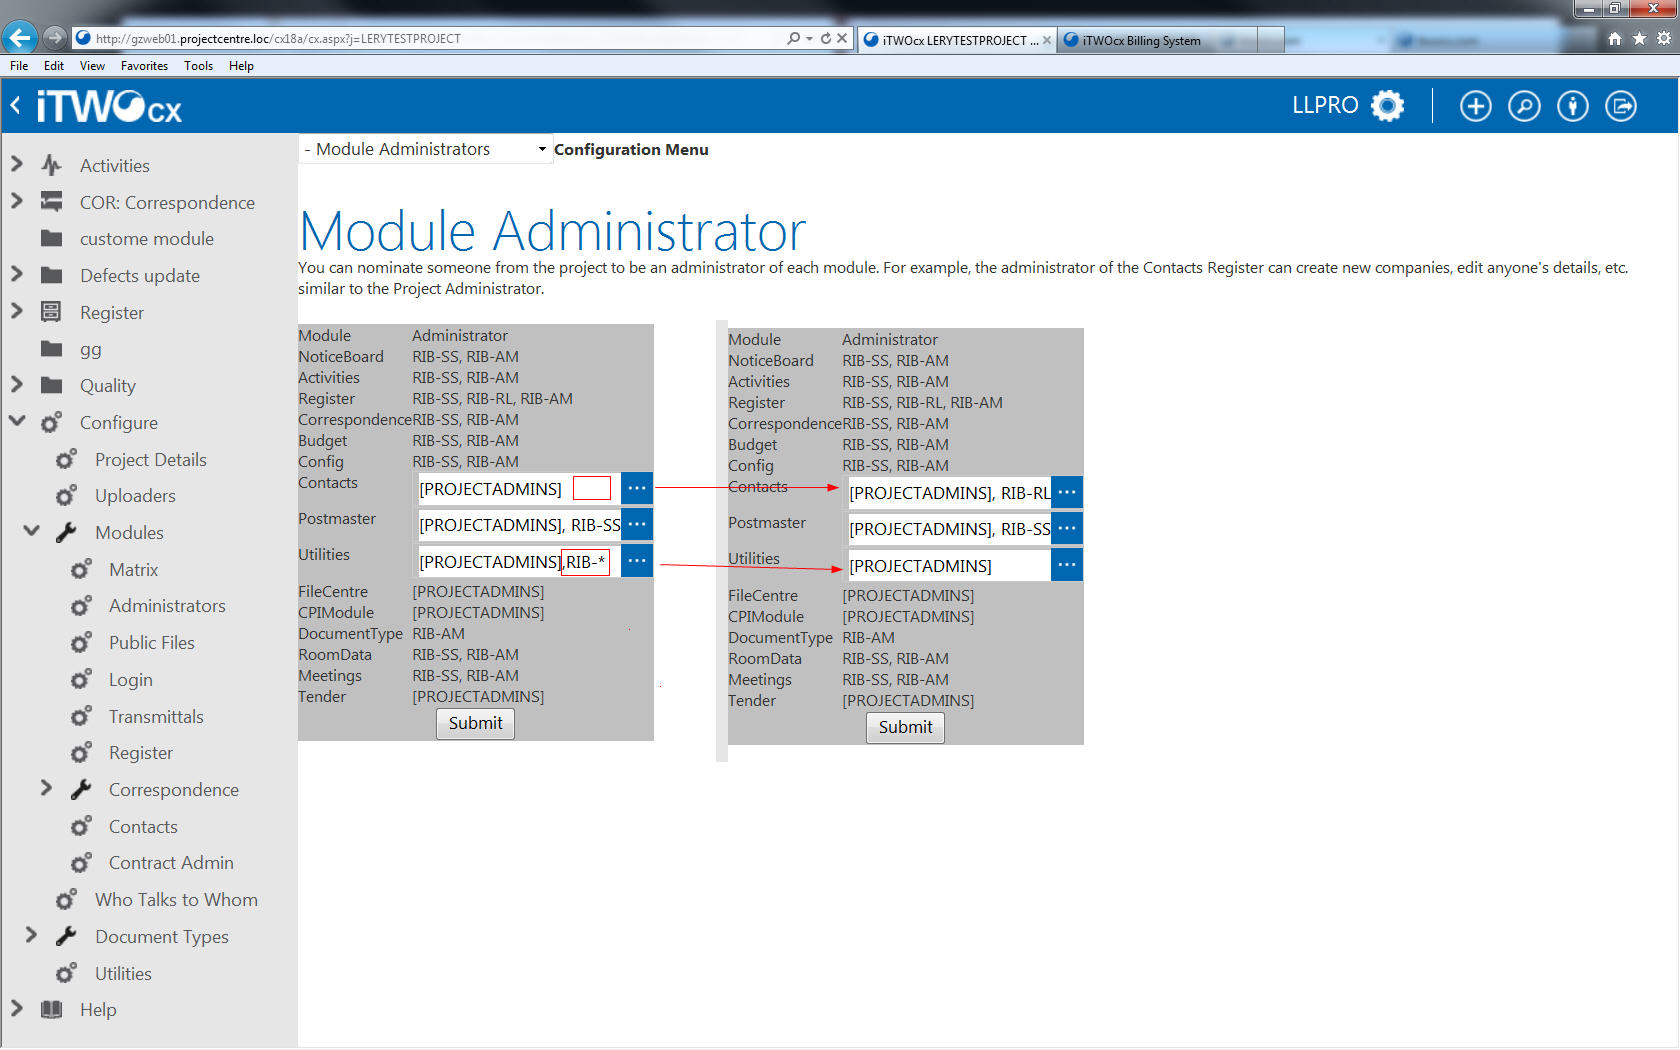 http://gzweb01.projectcentre.loc/cx18a/cx.aspx?j=LERYTESTPROJECT
iTWOcx LERYTESTPROJECT ...
iTWOcx Billing System
File Edit View Favorites Tools Help
iTWOcx
LLPRO
Activities
COR: Correspondence
custome module
Defects update
Register
gg
Quality
Configure
Project Details
Uploaders
Modules
Matrix
Administrators
Public Files
Login
Transmittals
Register
Correspondence
Contacts
Contract Admin
Who Talks to Whom
Document Types
Utilities
Help
- Module Administrators Configuration Menu
Module Administrator
You can nominate someone from the project to be an administrator of each module. For example, the administrator of the Contacts Register can create new companies, edit anyone's details, etc.
similar to the Project Administrator.
Module Administrator
NoticeBoard RIB-SS, RIB-AM
Activities RIB-SS, RIB-AM
Register RIB-SS, RIB-RL, RIB-AM
Correspondence RIB-SS, RIB-AM
Budget RIB-SS, RIB-AM
Config RIB-SS, RIB-AM
Contacts [PROJECTADMINS] ...
Postmaster [PROJECTADMINS], RIB-SS ...
Utilities [PROJECTADMINS],RIB-* ...
FileCentre [PROJECTADMINS]
CPIModule [PROJECTADMINS]
DocumentType RIB-AM
RoomData RIB-SS, RIB-AM
Meetings RIB-SS, RIB-AM
Tender [PROJECTADMINS]
Submit
Module Administrator
NoticeBoard RIB-SS, RIB-AM
Activities RIB-SS, RIB-AM
Register RIB-SS, RIB-RL, RIB-AM
Correspondence RIB-SS, RIB-AM
Budget RIB-SS, RIB-AM
Config RIB-SS, RIB-AM
Contacts [PROJECTADMINS], RIB-RL ...
Postmaster [PROJECTADMINS], RIB-SS ...
Utilities [PROJECTADMINS] ...
FileCentre [PROJECTADMINS]
CPIModule [PROJECTADMINS]
DocumentType RIB-AM
RoomData RIB-SS, RIB-AM
Meetings RIB-SS, RIB-AM
Tender [PROJECTADMINS]
Submit